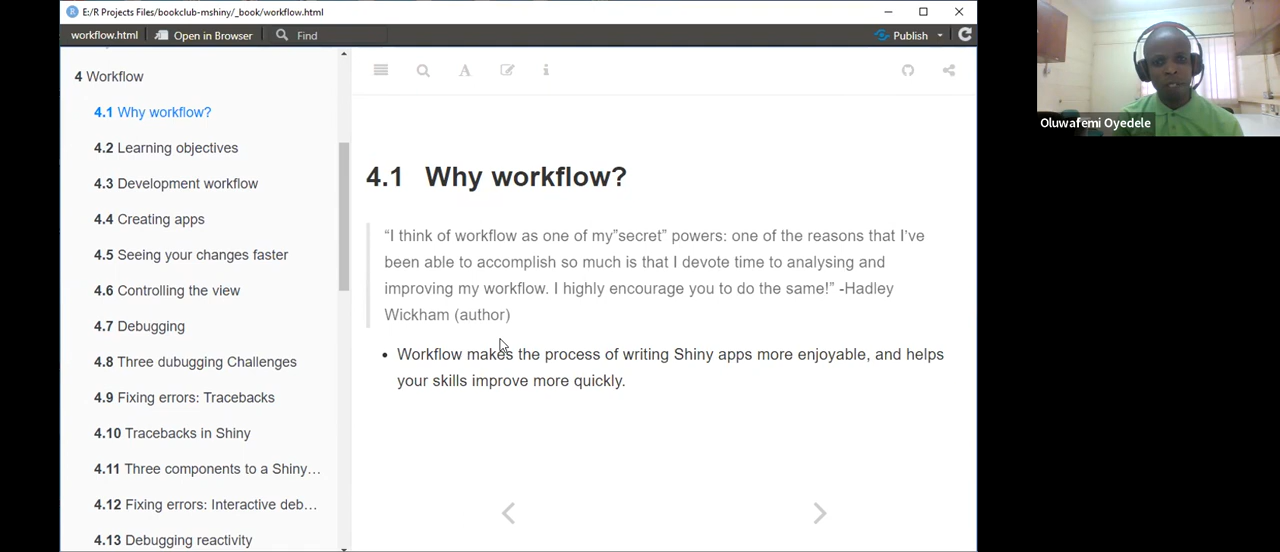 E:/R Projects Files/bookclub-mshiny/_book/workflow.html
workflow.html
Open in Browser
Find
Publish
4 Workflow
4.1 Why workflow?
4.2 Learning objectives
4.3 Development workflow
4.4 Creating apps
4.5 Seeing your changes faster
4.6 Controlling the view
4.7 Debugging
4.8 Three dubugging Challenges
4.9 Fixing errors: Tracebacks
4.10 Tracebacks in Shiny
4.11 Three components to a Shiny…
4.12 Fixing errors: Interactive deb…
4.13 Debugging reactivity
4.1 Why workflow?
“I think of workflow as one of my”secret” powers: one of the reasons that I’ve
been able to accomplish so much is that I devote time to analysing and
improving my workflow. I highly encourage you to do the same!” -Hadley
Wickham (author)
• Workflow makes the process of writing Shiny apps more enjoyable, and helps
your skills improve more quickly.
Oluwafemi Oyedele